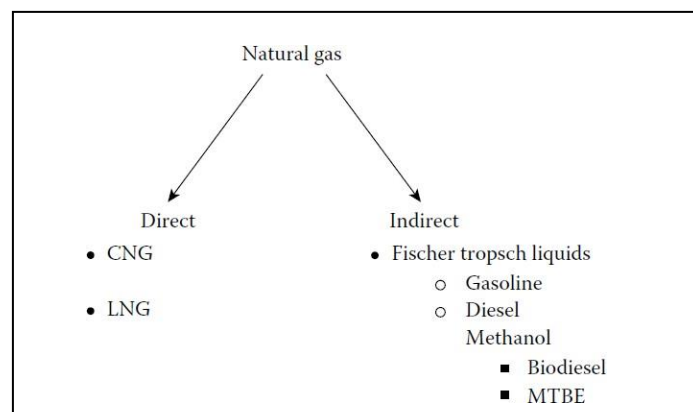 Natural gas
Direct
• CNG
• LNG
Indirect
• Fischer tropsch liquids
○ Gasoline
○ Diesel
Methanol
■ Biodiesel
■ MTBE